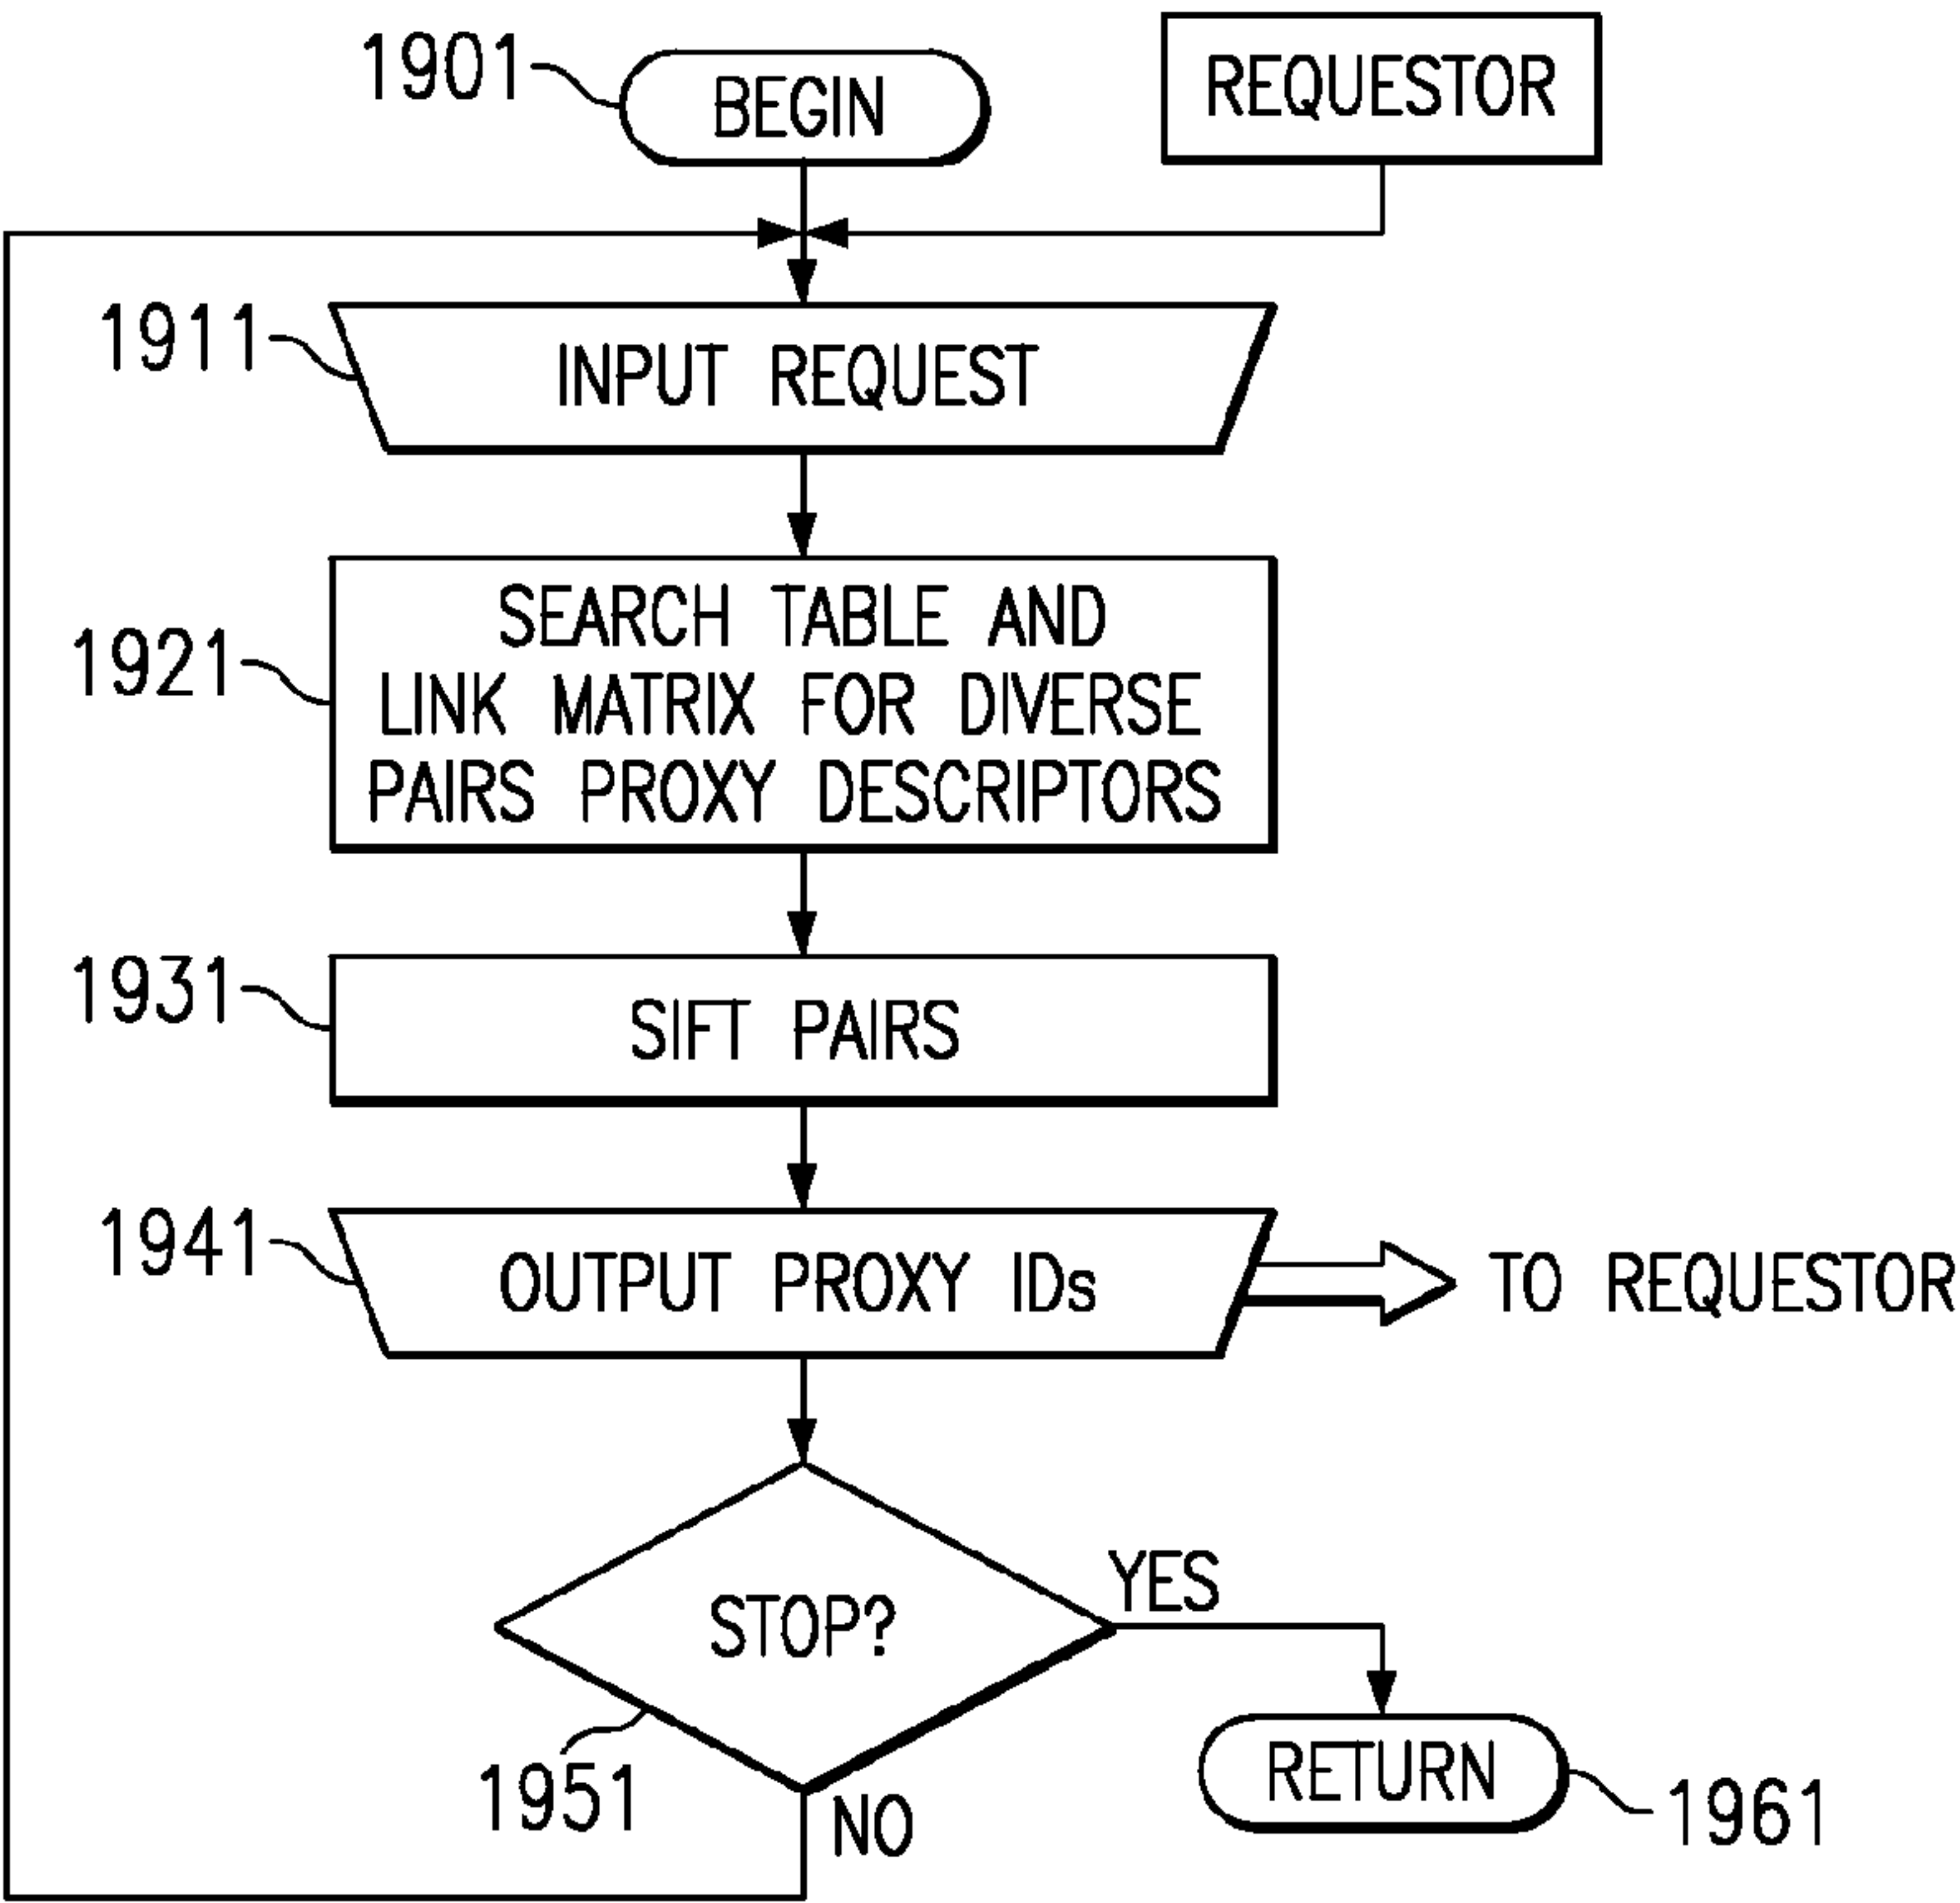 1901
BEGIN
REQUESTOR
1911
INPUT REQUEST
1921
SEARCH TABLE AND
LINK MATRIX FOR DIVERSE
PAIRS PROXY DESCRIPTORS
1931
SIFT PAIRS
1941
OUTPUT PROXY IDs
TO REQUESTOR
STOP?
YES
1951
NO
RETURN
1961